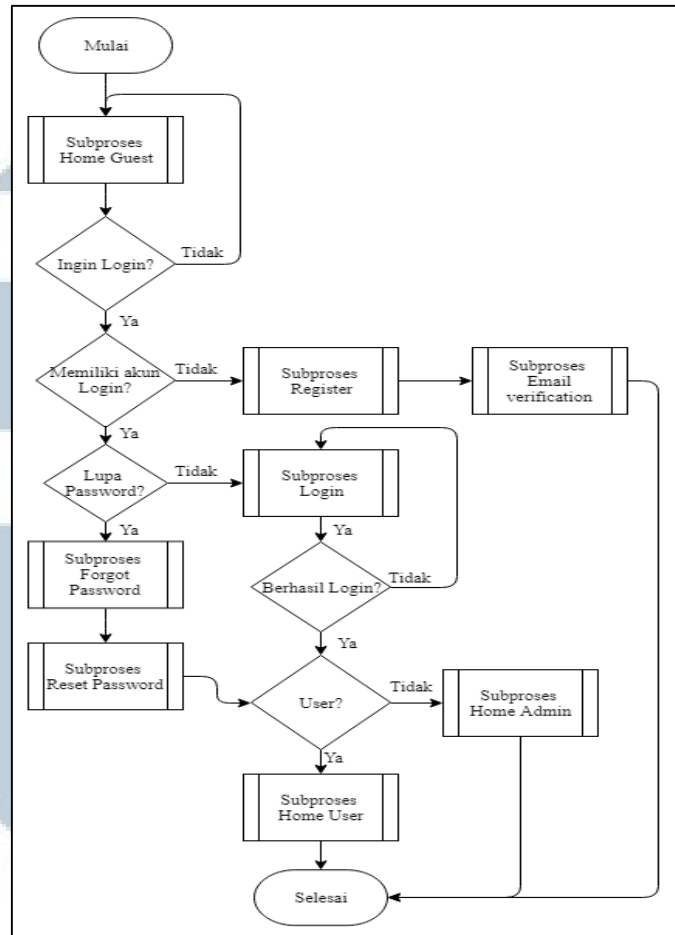 Mulai
Subproses
Home Guest
Ingin Login?
Tidak
Ya
Memiliki akun
Login?
Tidak
Subproses
Register
Subproses
Email
verification
Ya
Lupa
Password?
Tidak
Subproses
Login
Ya
Ya
Subproses
Forgot
Password
Berhasil Login?
Tidak
Ya
Subproses
Reset Password
User?
Tidak
Subproses
Home Admin
Ya
Subproses
Home User
Selesai